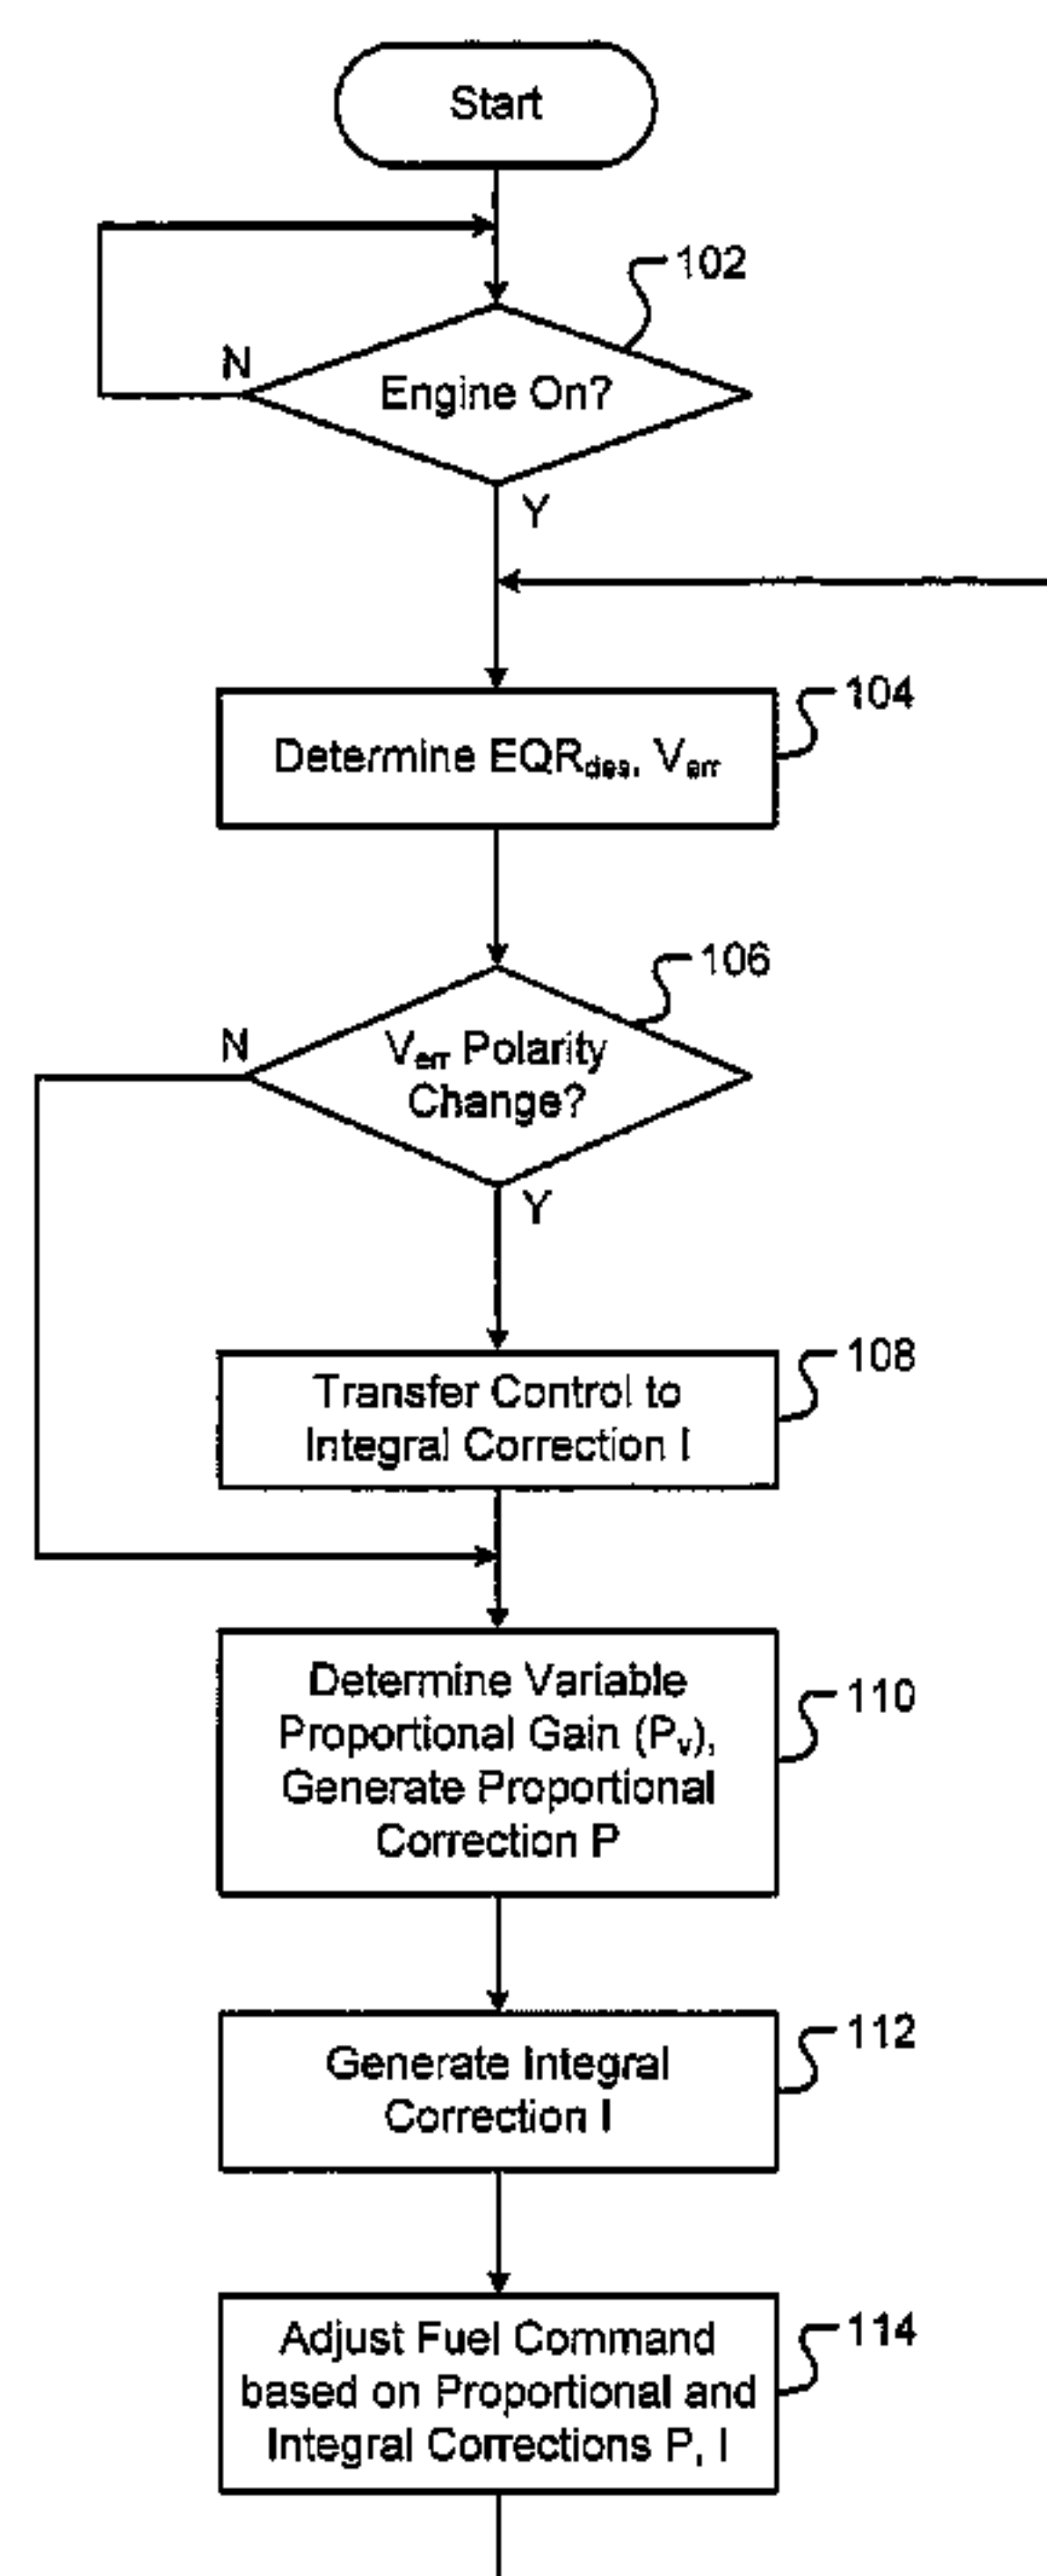 Start
102
N
Engine On?
Y
104
Determine EQRdes, Verr
106
N
Verr Polarity
Change?
Y
108
Transfer Control to
Integral Correction I
110
Determine Variable
Proportional Gain (Pv),
Generate Proportional
Correction P
112
Generate Integral
Correction I
114
Adjust Fuel Command
based on Proportional and
Integral Corrections P, I